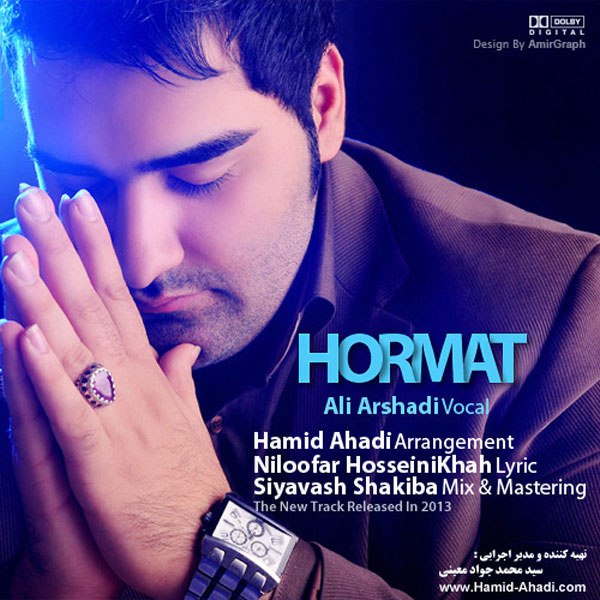 DOLBY
DIGITAL
Design By AmirGraph
HORMAT
Ali Arshadi Vocal
Hamid Ahadi Arrangement
Niloofar HosseiniKhah Lyric
Siyavash Shakiba Mix & Mastering
The New Track Released In 2013
تهیه کننده و مدیر اجرایی :
سید محمد جواد معینی
www.Hamid-Ahadi.com